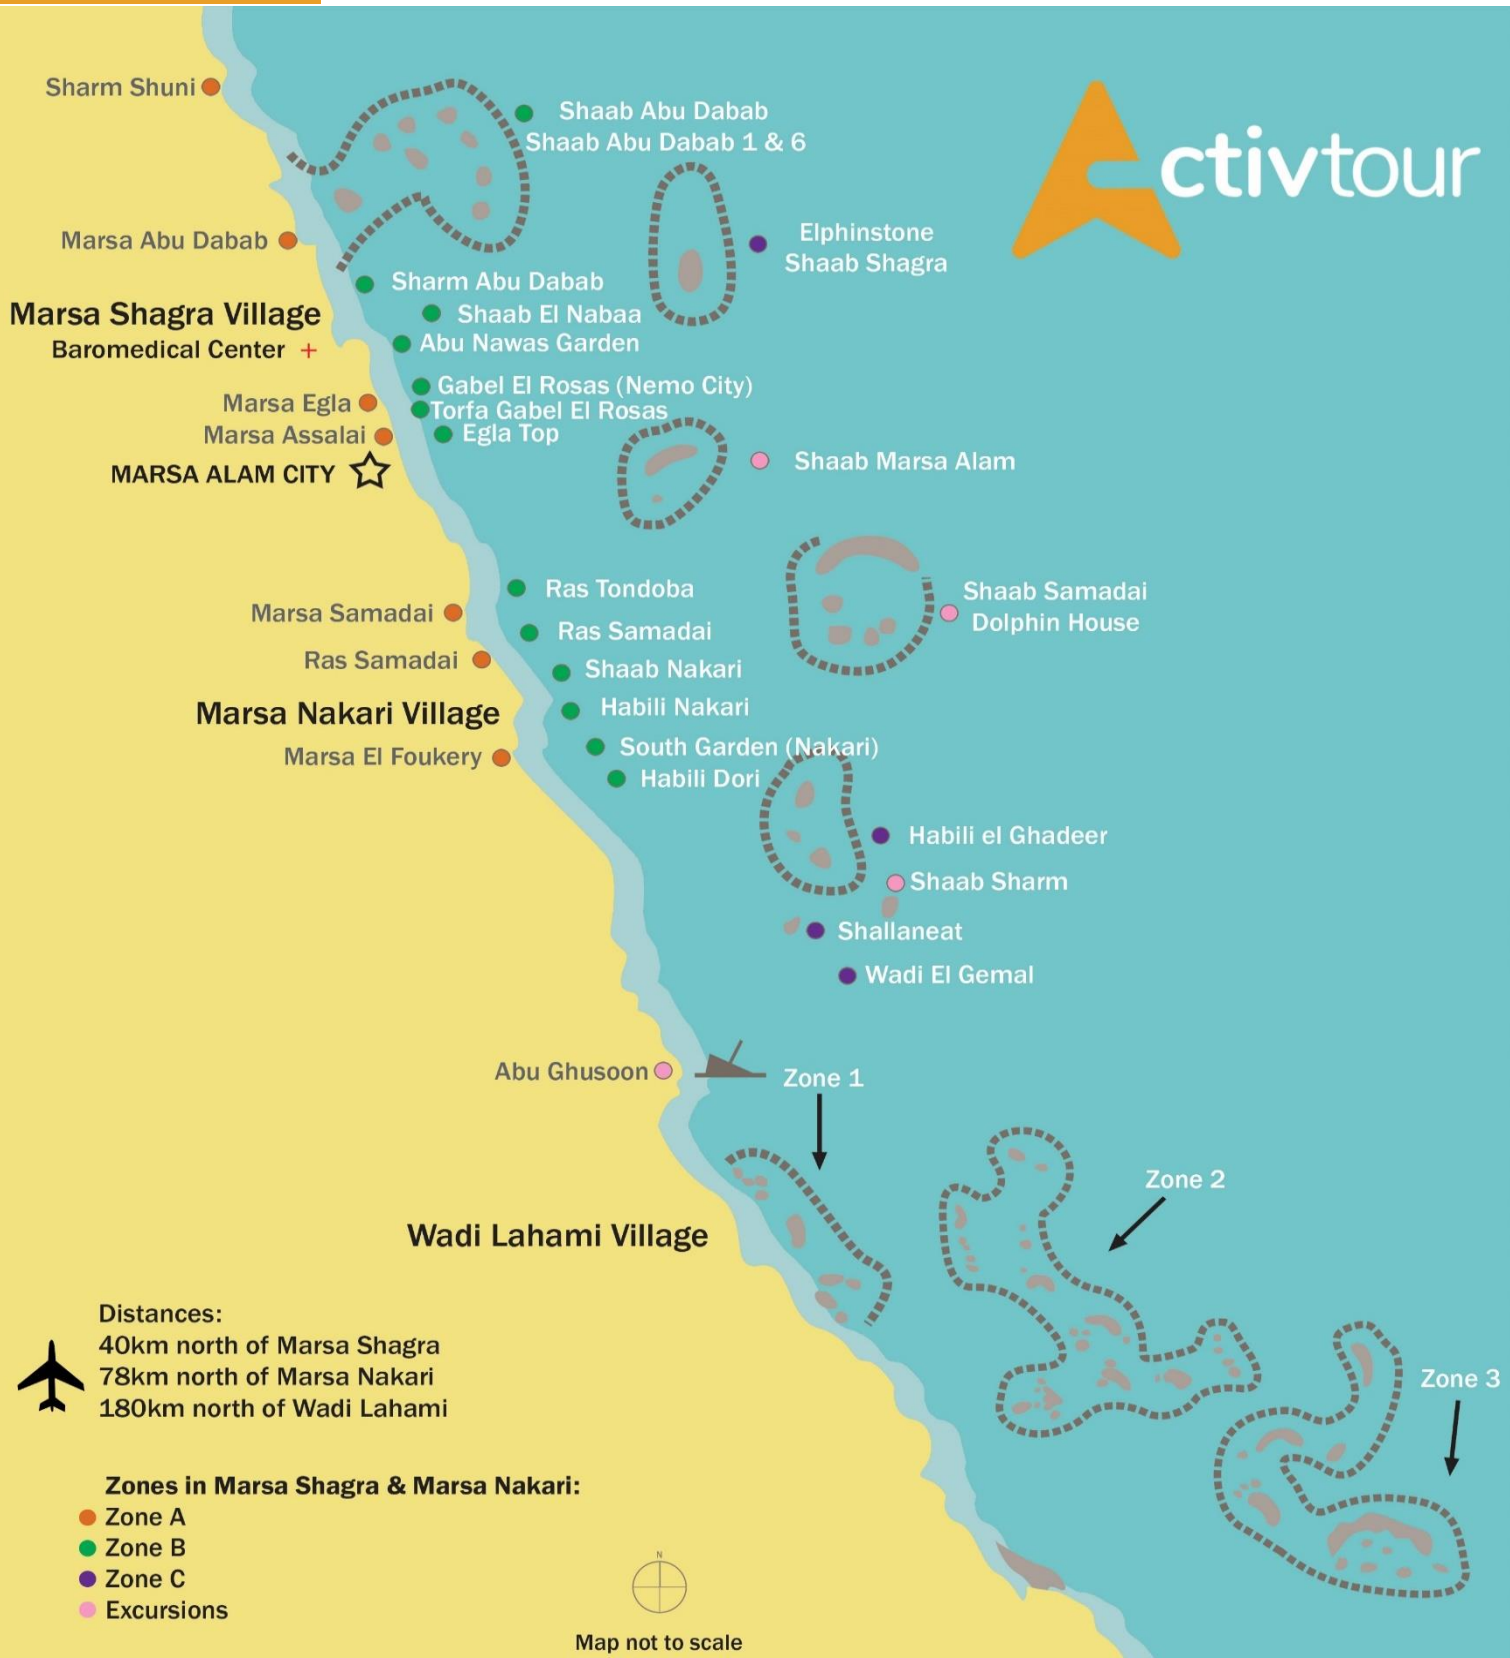 Sharm Shuni
Shaab Abu Dabab
Shaab Abu Dabab 1 & 6
ctivtour
Marsa Abu Dabab
Elphinstone
Shaab Shagra
Sharm Abu Dabab
Marsa Shagra Village
Shaab El Nabaa
Baromedical Center +
Abu Nawas Garden
Gabel El Rosas (Nemo City)
Marsa Egla
Torfa Gabel El Rosas
Marsa Assalai
Egla Top
MARSA ALAM CITY
Shaab Marsa Alam
Ras Tondoba
Shaab Samadai
Dolphin House
Marsa Samadai
Ras Samadai
Ras Samadai
Shaab Nakari
Marsa Nakari Village
Habili Nakari
South Garden (Nakari)
Marsa El Foukery
Habili Dori
Habili el Ghadeer
Shaab Sharm
Shallaneat
Wadi El Gemal
Abu Ghusoon
Zone 1
Zone 2
Wadi Lahami Village
Zone 3
Distances:
40km north of Marsa Shagra
78km north of Marsa Nakari
180km north of Wadi Lahami
Zones in Marsa Shagra & Marsa Nakari:
Zone A
Zone B
Zone C
Excursions
N
Map not to scale